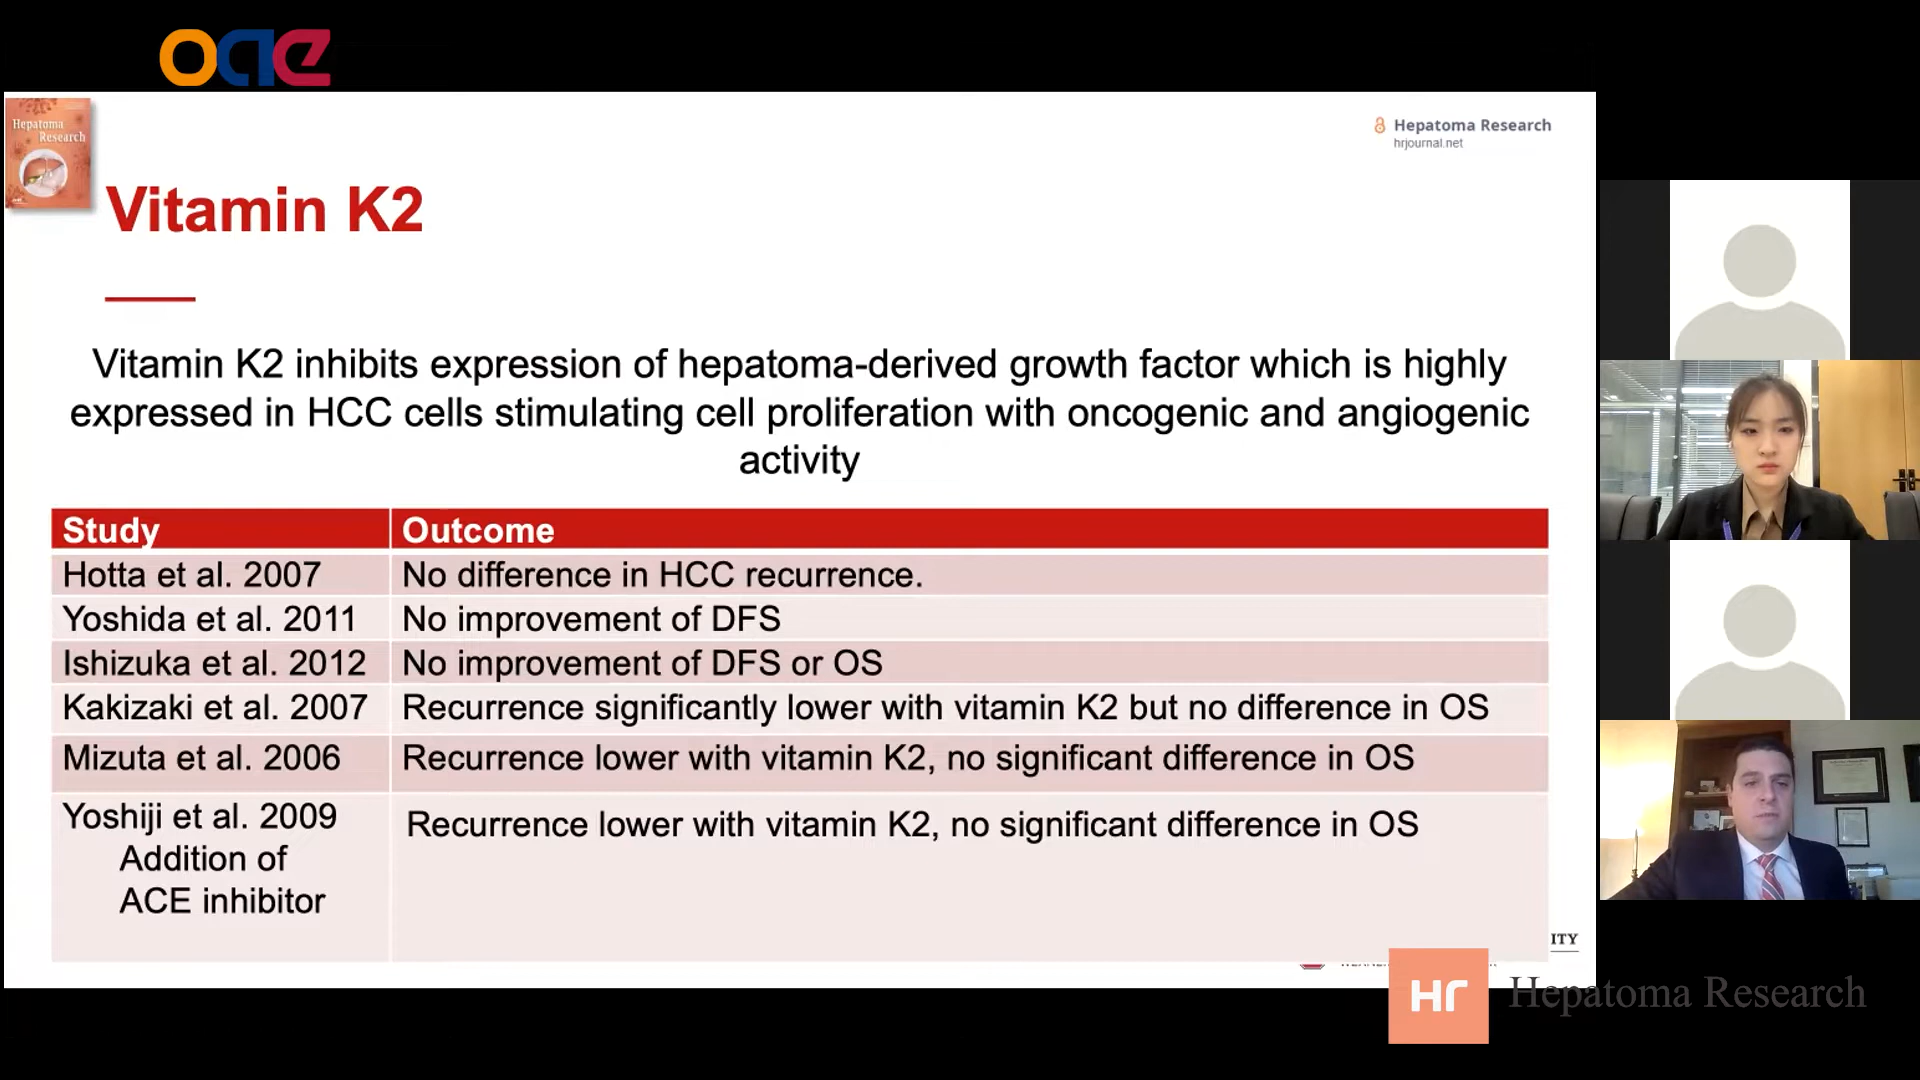 oae
Hepatoma
Research
Hepatoma Research
hrjournal.net
Vitamin K2
Vitamin K2 inhibits expression of hepatoma-derived growth factor which is highly
expressed in HCC cells stimulating cell proliferation with oncogenic and angiogenic
activity
Study Outcome
Hotta et al. 2007 No difference in HCC recurrence.
Yoshida et al. 2011 No improvement of DFS
Ishizuka et al. 2012 No improvement of DFS or OS
Kakizaki et al. 2007 Recurrence significantly lower with vitamin K2 but no difference in OS
Mizuta et al. 2006 Recurrence lower with vitamin K2, no significant difference in OS
Yoshiji et al. 2009 Recurrence lower with vitamin K2, no significant difference in OS
Addition of
ACE inhibitor
ITY
Hr Hepatoma Research